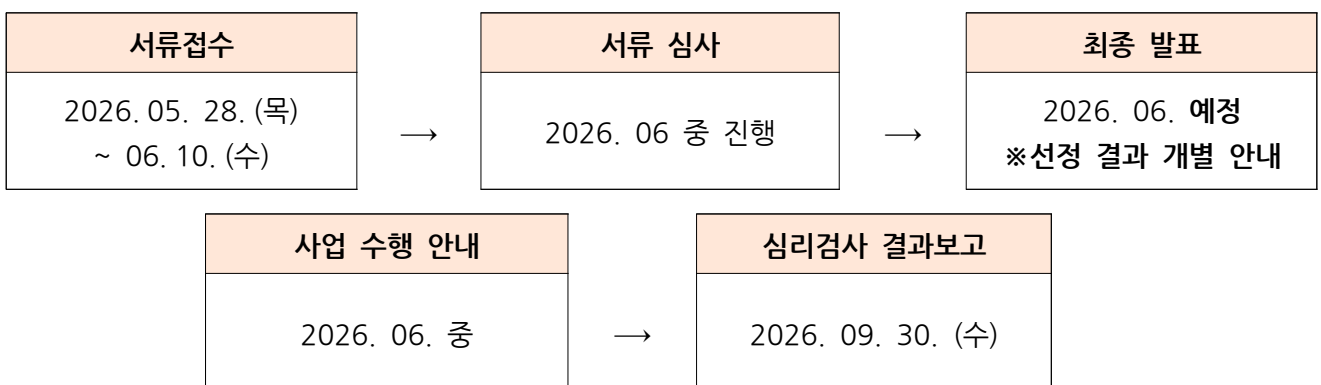 서류접수
2026. 05. 28. (목)
~ 06. 10. (수)
→
서류 심사
2026. 06 중 진행
→
최종 발표
2026. 06. 예정
※선정 결과 개별 안내
사업 수행 안내
2026. 06. 중
→
심리검사 결과보고
2026. 09. 30. (수)